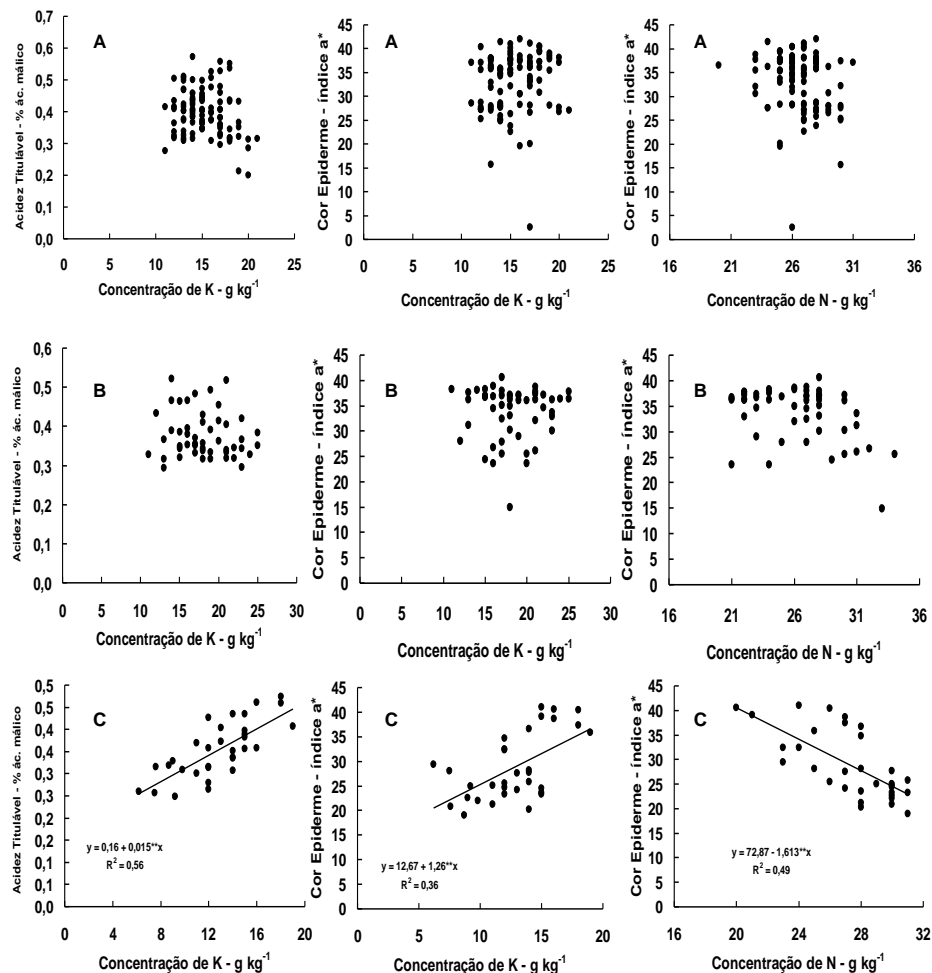 0,7
0,6
0,5
0,4
0,3
0,2
0,1
0,0
Acidez Titulável - % ác. málico
A
0 5 10 15 20 25
Concentração de K - g kg⁻¹
45
40
35
30
25
20
15
10
5
0
Cor Epiderme - índice a*
A
0 5 10 15 20 25
Concentração de K - g kg⁻¹
45
40
35
30
25
20
15
10
5
0
Cor Epiderme - índice a*
A
16 21 26 31 36
Concentração de N - g kg⁻¹
0,6
0,5
0,4
0,3
0,2
0,1
0,0
Acidez Titulável - % ác. málico
B
0 5 10 15 20 25 30
Concentração de K - g kg⁻¹
45
40
35
30
25
20
15
10
5
0
Cor Epiderme - índice a*
B
0 5 10 15 20 25 30
Concentração de K - g kg⁻¹
45
40
35
30
25
20
15
10
5
0
Cor Epiderme - índice a*
B
16 21 26 31 36
Concentração de N - g kg⁻¹
0,5
0,5
0,4
0,4
0,3
0,3
0,2
0,2
0,1
0,1
0,0
Acidez Titulável - % ác. málico
C
y = 0,16 + 0,015**x
R² = 0,56
0 4 8 12 16 20
Concentração de K - g kg⁻¹
45
40
35
30
25
20
15
10
5
0
Cor Epiderme - índice a*
C
y = 12,67 + 1,26**x
R² = 0,36
0 5 10 15 20
Concentração de K - g kg⁻¹
45
40
35
30
25
20
15
10
5
0
Cor Epiderme - índice a*
C
y = 72,87 - 1,613**x
R² = 0,49
16 20 24 28 32
Concentração de N - g kg⁻¹